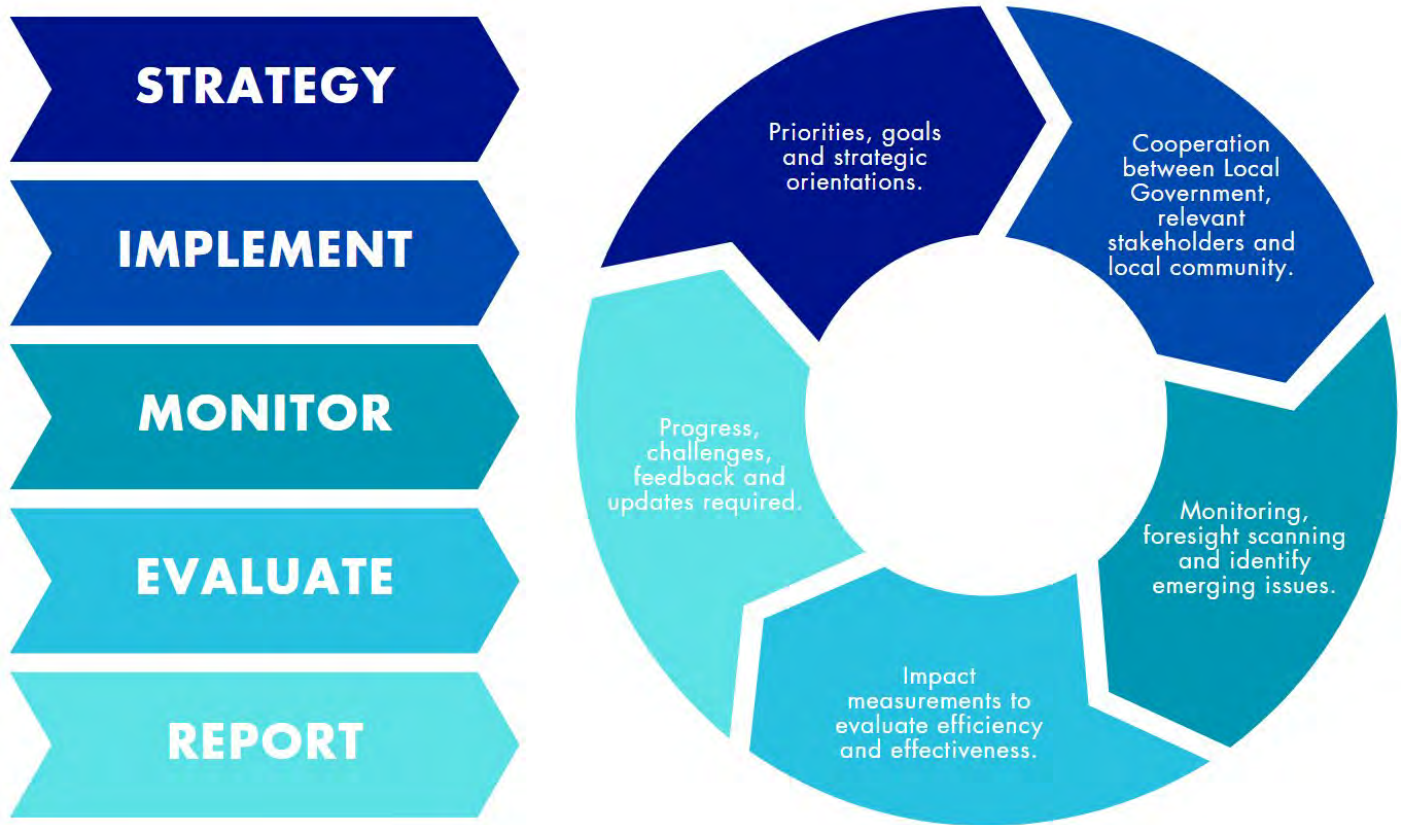 STRATEGY
IMPLEMENT
MONITOR
EVALUATE
REPORT
Priorities, goals
and strategic
orientations.
Cooperation
between Local
Government,
relevant
stakeholders and
local community.
Monitoring,
foresight scanning
and identify
emerging issues.
Impact
measurements to
evaluate efficiency
and effectiveness.
Progress,
challenges,
feedback and
updates required.